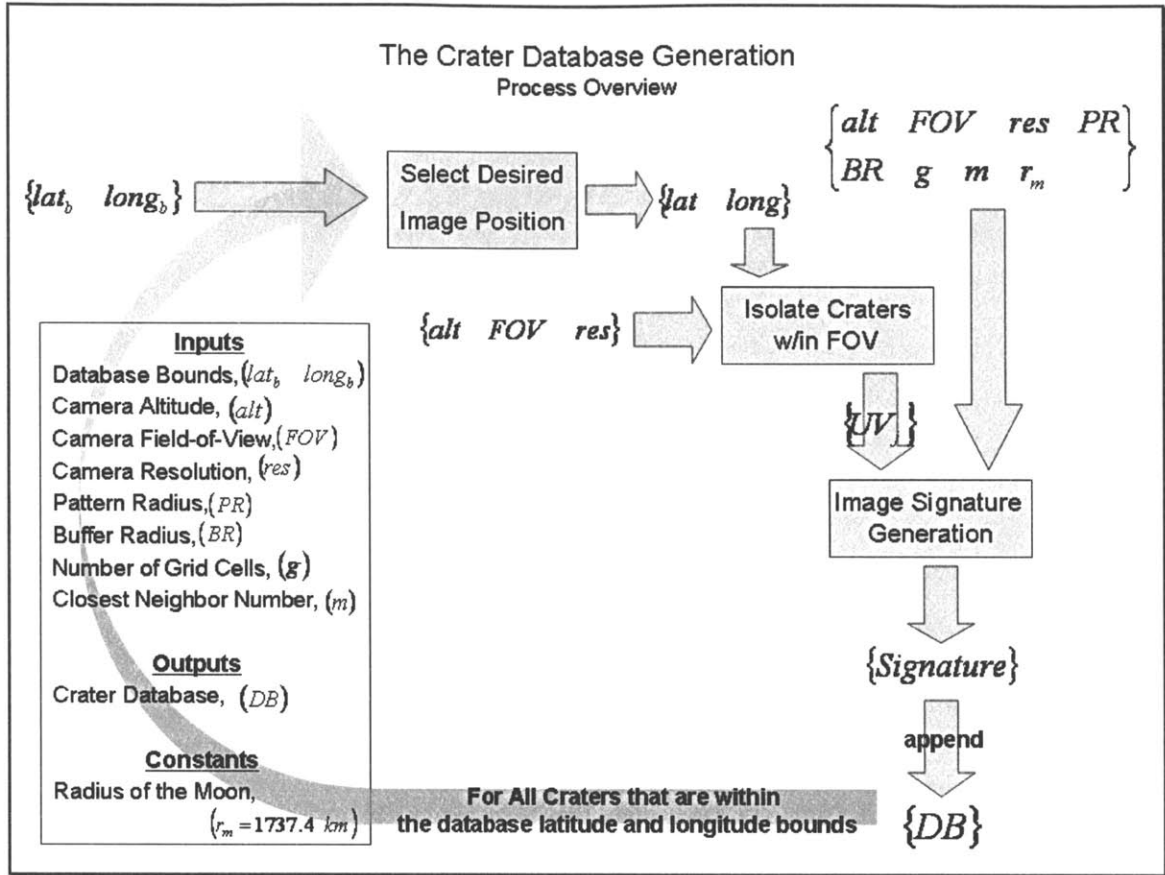 The Crater Database Generation
Process Overview
{alt FOV res PR
BR g m r_m}
{lat_b long_b}
Select Desired
Image Position
{lat long}
{alt FOV res}
Isolate Craters
w/in FOV
{UV}
Image Signature
Generation
{Signature}
append
{DB}
For All Craters that are within
the database latitude and longitude bounds
Inputs
Database Bounds,(lat_b long_b)
Camera Altitude, (alt)
Camera Field-of-View,(FOV)
Camera Resolution, (res)
Pattern Radius,(PR)
Buffer Radius,(BR)
Number of Grid Cells, (g)
Closest Neighbor Number, (m)
Outputs
Crater Database, (DB)
Constants
Radius of the Moon,
(r_m =1737.4 km)